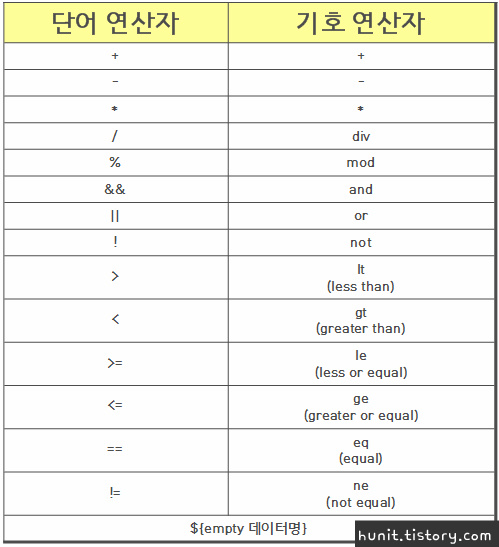 단어 연산자 기호 연산자
+ +
- -
* *
/ div
% mod
&& and
|| or
! not
> lt
(less than)
< gt
(greater than)
>= le
(less or equal)
<= ge
(greater or equal)
== eq
(equal)
!= ne
(not equal)
${empty 데이터명}
hunit.tistory.com